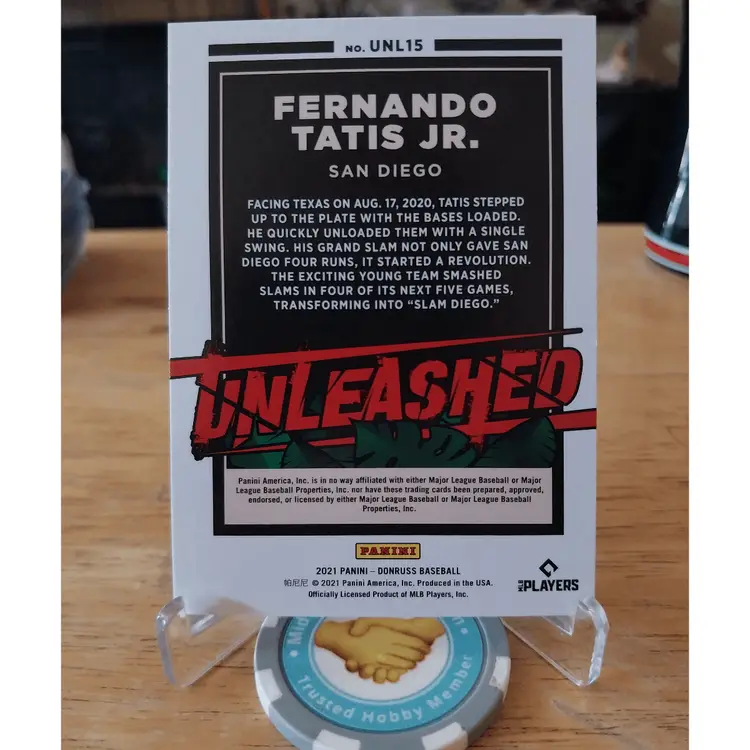 NO. UNL15
FERNANDO
TATIS JR.
SAN DIEGO
FACING TEXAS ON AUG. 17, 2020, TATIS STEPPED
UP TO THE PLATE WITH THE BASES LOADED.
HE QUICKLY UNLOADED THEM WITH A SINGLE
SWING. HIS GRAND SLAM NOT ONLY GAVE SAN
DIEGO FOUR RUNS, IT STARTED A REVOLUTION.
THE EXCITING YOUNG TEAM SMASHED
SLAMS IN FOUR OF ITS NEXT FIVE GAMES,
TRANSFORMING INTO “SLAM DIEGO.”
UNLEASHED
Panini America, Inc. is in no way affiliated with either Major League Baseball or Major
League Baseball Properties, Inc. nor have these trading cards been prepared, approved,
endorsed, or licensed by either Major League Baseball or Major League Baseball
Properties, Inc.
PANINI
2021 PANINI – DONRUSS BASEBALL
帕尼尼 © 2021 Panini America, Inc. Produced in the USA.
Officially Licensed Product of MLB Players, Inc.
MLB PLAYERS
Trusted Hobby Member